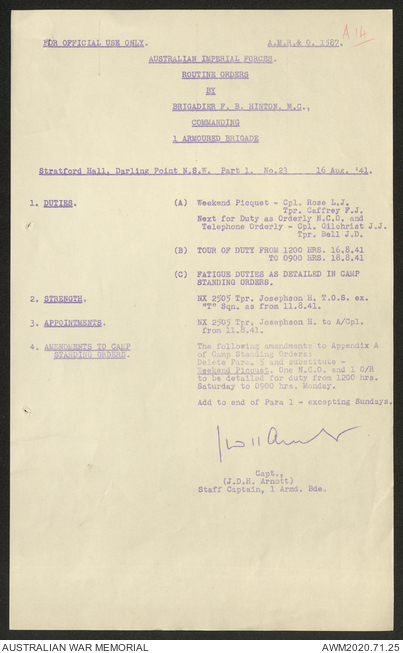 FOR OFFICIAL USE ONLY. A.M.R.& O. 1587.
A14
AUSTRALIAN IMPERIAL FORCES.
ROUTINE ORDERS
BY
BRIGADIER F. B. HINTON, M.C.,
COMMANDING
1 ARMOURED BRIGADE
Stratford Hall, Darling Point N.S.W. Part 1. No.23 16 Aug. '41.
1. DUTIES. (A) Weekend Picquet - Cpl. Rose L.J.
Tpr. Caffrey F.J.
Next for Duty as Orderly N.C.O. and
Telephone Orderly - Cpl. Gilchrist J.J.
Tpr. Bell J.D.
(B) TOUR OF DUTY FROM 1200 HRS. 16.8.41
TO 0900 HRS. 18.8.41
(C) FATIGUE DUTIES AS DETAILED IN CAMP
STANDING ORDERS.
2. STRENGTH. NX 2505 Tpr. Josephson H. T.O.S. ex.
"T" Sqn. as from 11.8.41.
3. APPOINTMENTS. NX 2505 Tpr. Josephson H. to A/Cpl.
from 11.8.41.
4. AMENDMENTS TO CAMP The following amendments to Appendix A
STANDING ORDERS. of Camp Standing Orders:
Delete Para. 5 and substitute -
Weekend Picquet. One N.C.O. and 1 O/R
to be detailed for duty from 1200 hrs.
Saturday to 0900 hrs. Monday.
Add to end of Para 1 - excepting Sundays.
Capt.,
(J.D.H. Arnott)
Staff Captain, 1 Armd. Bde.
AUSTRALIAN WAR MEMORIAL AWM2020.71.25